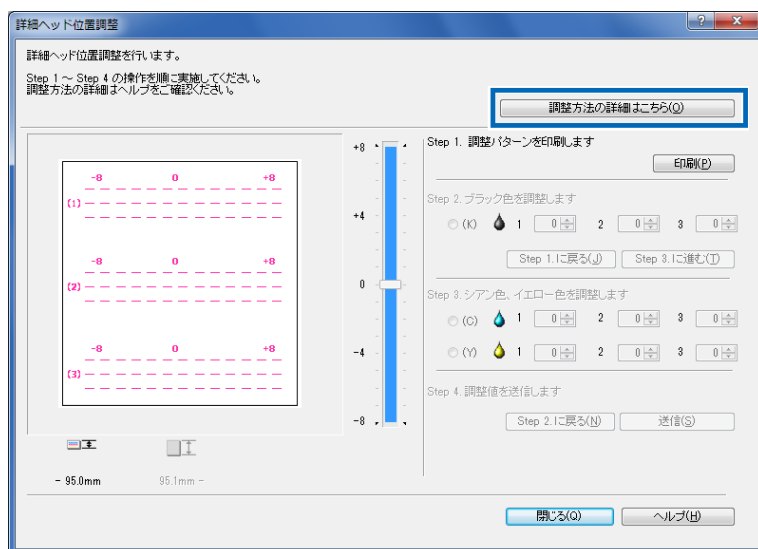 詳細ヘッド位置調整
詳細ヘッド位置調整を行います。
Step 1 ~ Step 4 の操作を順に実施してください。
調整方法の詳細はヘルプをご確認ください。
調整方法の詳細はこちら(O)
-8 0 +8
(1)
-8 0 +8
(2)
-8 0 +8
(3)
+8
+4
0
-4
-8
- 95.0mm
95.1mm -
Step 1. 調整パターンを印刷します
印刷(P)
Step 2. ブラック色を調整します
(K) 1 0 2 0 3 0
Step 1.に戻る(J) Step 3.に進む(T)
Step 3. シアン色、イエロー色を調整します
(C) 1 0 2 0 3 0
(Y) 1 0 2 0 3 0
Step 4. 調整値を送信します
Step 2.に戻る(N) 送信(S)
閉じる(Q) ヘルプ(H)